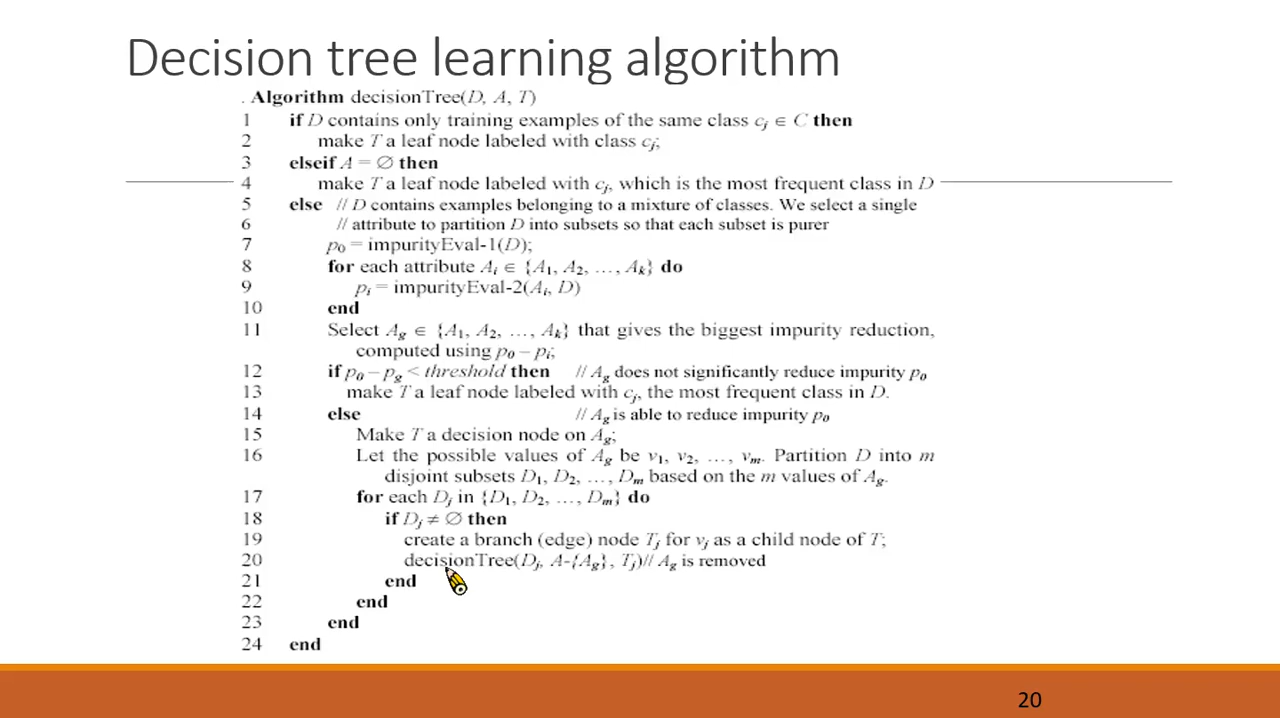 Decision tree learning algorithm
. Algorithm decisionTree(D, A, T)
1 if D contains only training examples of the same class cⱼ ∈ C then
2 make T a leaf node labeled with class cⱼ;
3 elseif A = ∅ then
4 make T a leaf node labeled with cⱼ, which is the most frequent class in D
5 else // D contains examples belonging to a mixture of classes. We select a single
6 // attribute to partition D into subsets so that each subset is purer
7 p₀ = impurityEval-1(D);
8 for each attribute Aᵢ ∈ {A₁, A₂, …, Aₖ} do
9 pᵢ = impurityEval-2(Aᵢ, D)
10 end
11 Select A_g ∈ {A₁, A₂, …, Aₖ} that gives the biggest impurity reduction,
computed using p₀ – pᵢ;
12 if p₀ – p_g < threshold then // A_g does not significantly reduce impurity p₀
13 make T a leaf node labeled with cⱼ, the most frequent class in D.
14 else // A_g is able to reduce impurity p₀
15 Make T a decision node on A_g;
16 Let the possible values of A_g be v₁, v₂, …, vₘ. Partition D into m
disjoint subsets D₁, D₂, …, Dₘ based on the m values of A_g.
17 for each Dⱼ in {D₁, D₂, …, Dₘ} do
18 if Dⱼ ≠ ∅ then
19 create a branch (edge) node Tⱼ for vⱼ as a child node of T;
20 decisionTree(Dⱼ, A-{A_g}, Tⱼ)// A_g is removed
21 end
22 end
23 end
24 end
20